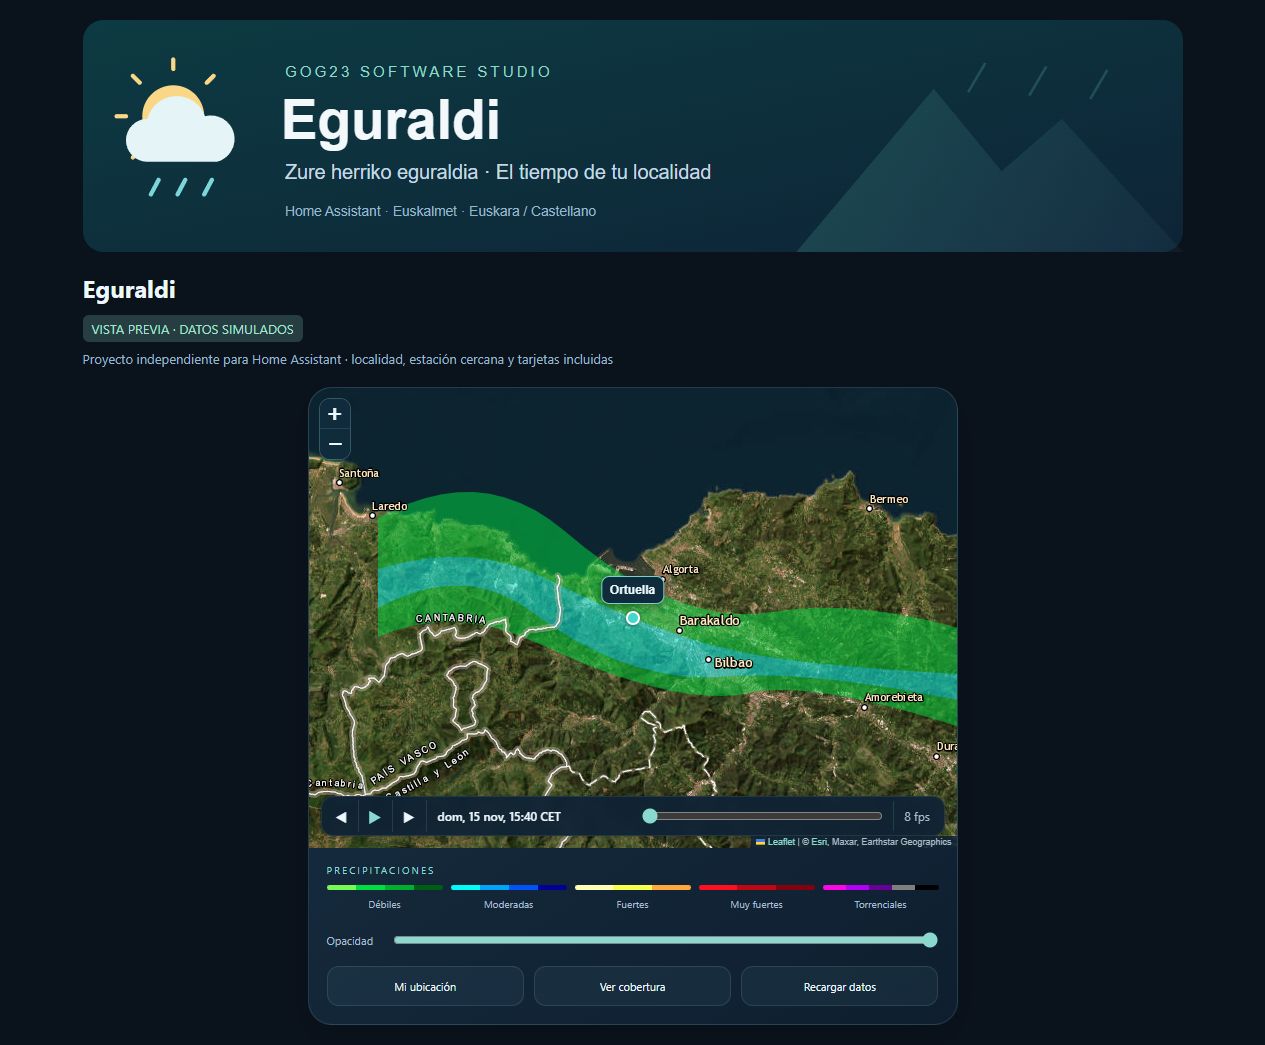 GOG23 SOFTWARE STUDIO
Eguraldi
Zure herriko eguraldia · El tiempo de tu localidad
Home Assistant · Euskalmet · Euskara / Castellano
Eguraldi
VISTA PREVIA · DATOS SIMULADOS
Proyecto independiente para Home Assistant · localidad, estación cercana y tarjetas incluidas
+
−
Santoña
Laredo
Bermeo
Algorta
Ortuella
CANTABRIA
Barakaldo
Bilbao
Amorebieta
Dura
PAÍS VASCO
Cantabria
Castilla y León
dom, 15 nov, 15:40 CET
8 fps
Leaflet | © Esri, Maxar, Earthstar Geographics
PRECIPITACIONES
Débiles
Moderadas
Fuertes
Muy fuertes
Torrenciales
Opacidad
Mi ubicación
Ver cobertura
Recargar datos